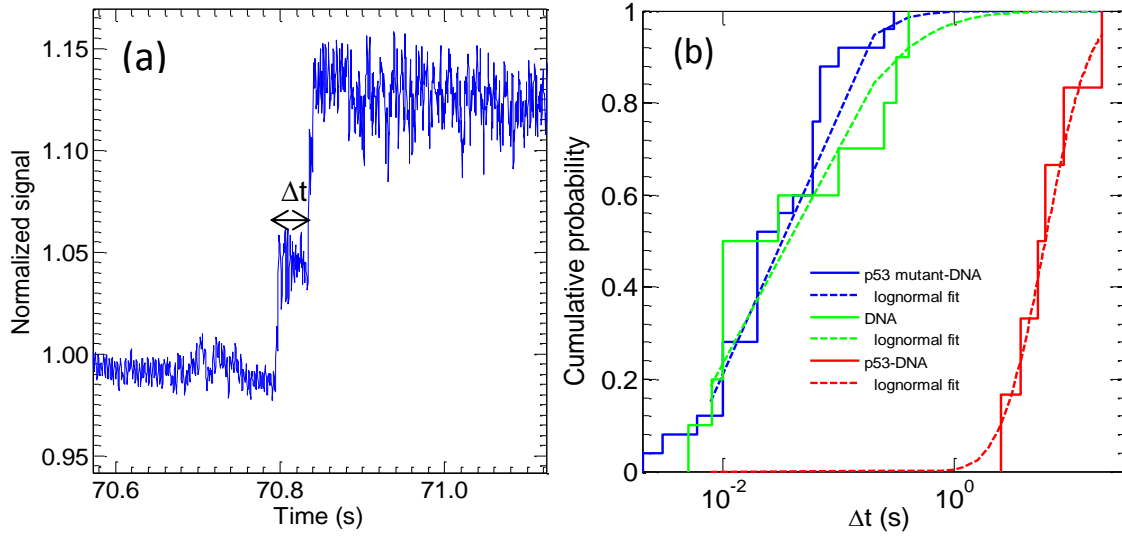 (a)
Normalized signal
1.15
1.10
1.05
1.00
0.95
Δt
70.6
70.8
71.0
Time (s)
(b)
Cumulative probability
1
0.8
0.6
0.4
0.2
0
p53 mutant-DNA
lognormal fit
DNA
lognormal fit
p53-DNA
lognormal fit
10⁻²
10⁰
Δt (s)